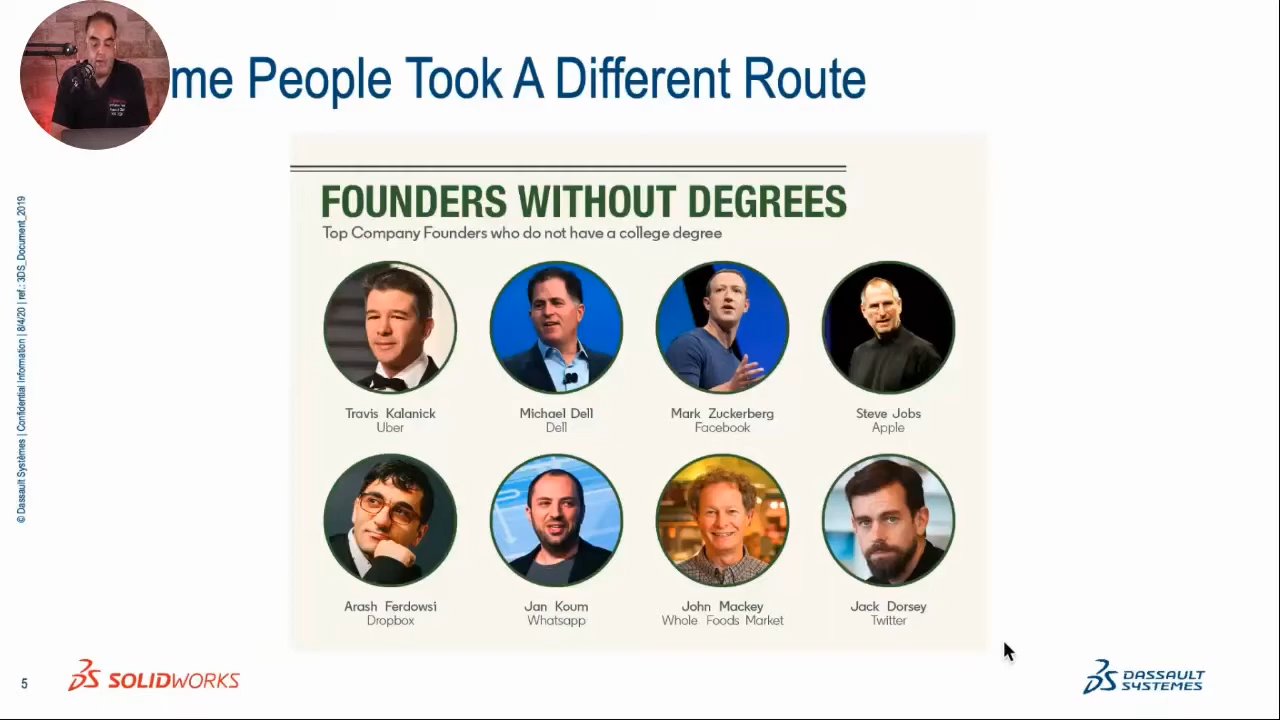 me People Took A Different Route
FOUNDERS WITHOUT DEGREES
Top Company Founders who do not have a college degree
Travis Kalanick
Uber
Michael Dell
Dell
Mark Zuckerberg
Facebook
Steve Jobs
Apple
Arash Ferdowsi
Dropbox
Jan Koum
Whatsapp
John Mackey
Whole Foods Market
Jack Dorsey
Twitter
© Dassault Systèmes | Confidential Information | 8/4/20 | ref.: 3DS_Document_2019
5
SOLIDWORKS
DASSAULT
SYSTEMES